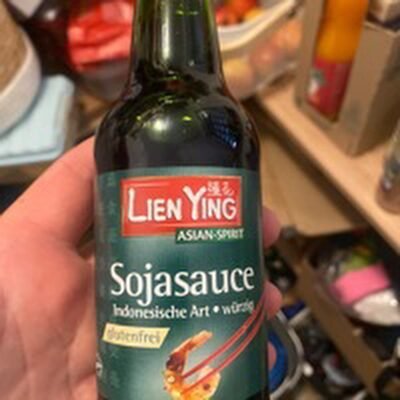 LIEN YING
ASIAN-SPIRIT
Sojasauce
Indonesische Art • würzig
glutenfrei